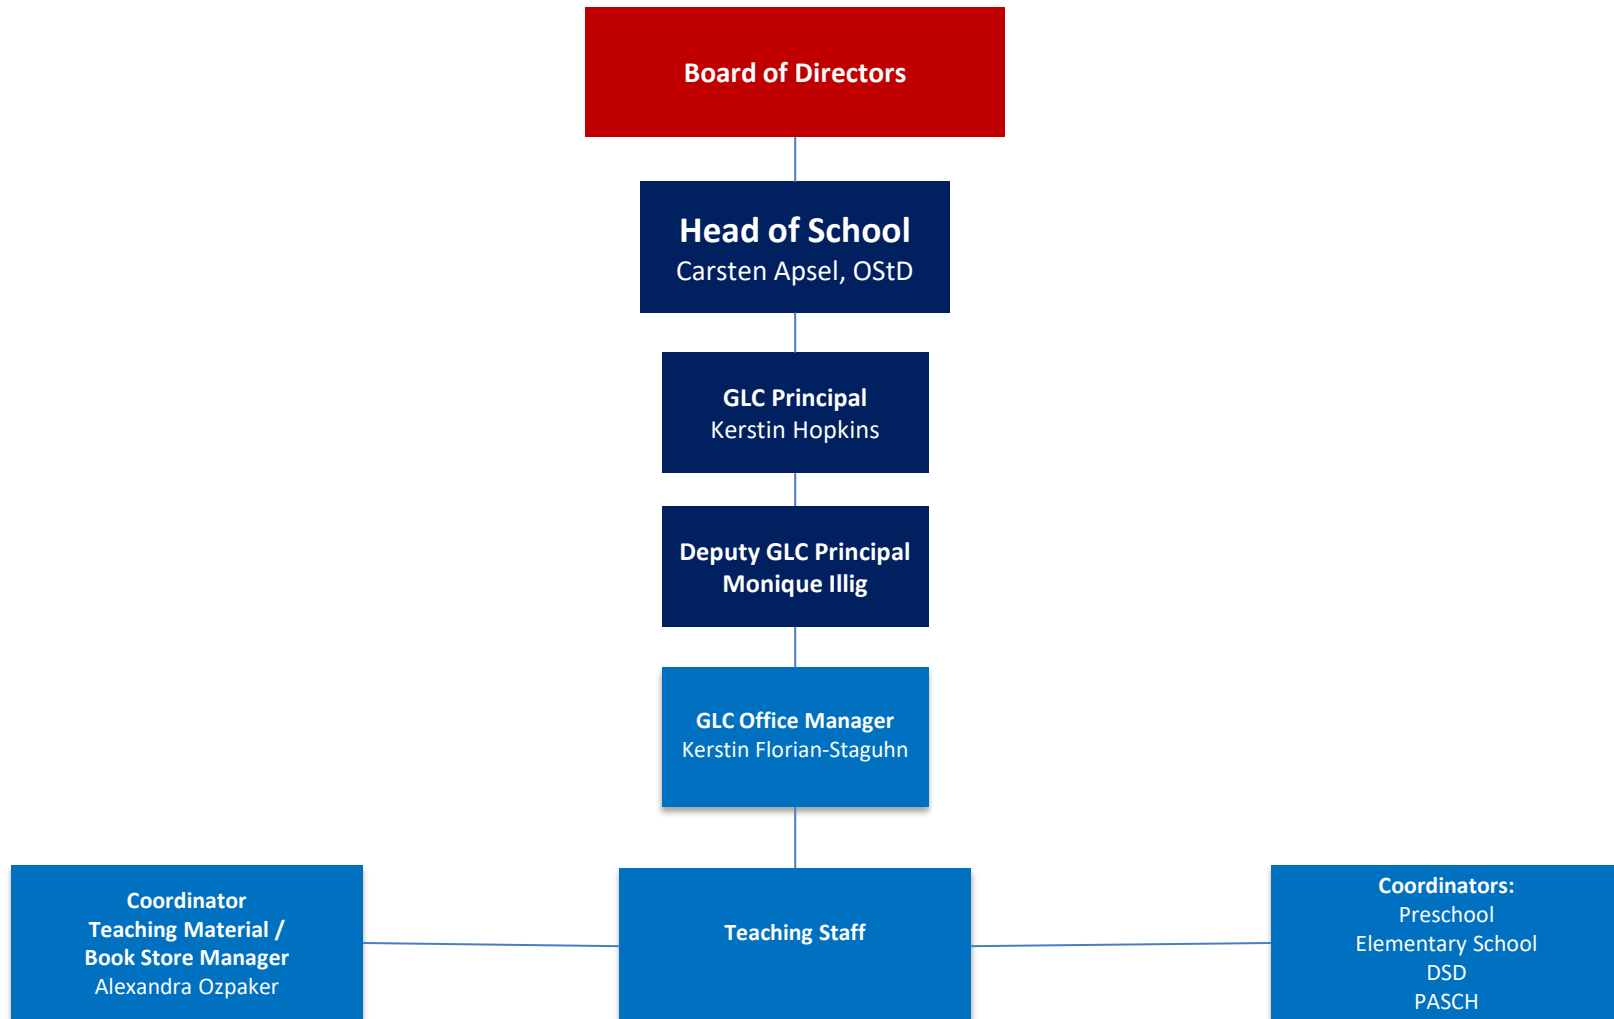 Board of Directors
Head of School
Carsten Apsel, OStD
GLC Principal
Kerstin Hopkins
Deputy GLC Principal
Monique Illig
GLC Office Manager
Kerstin Florian-Staguhn
Coordinator
Teaching Material /
Book Store Manager
Alexandra Ozpaker
Teaching Staff
Coordinators:
Preschool
Elementary School
DSD
PASCH